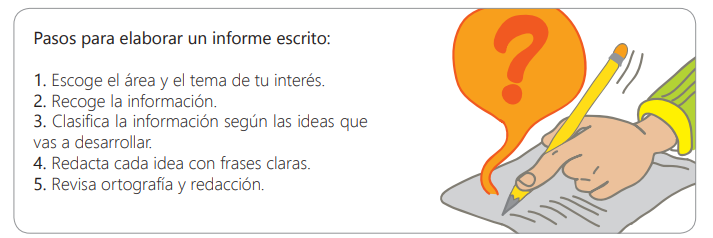 Pasos para elaborar un informe escrito:
1. Escoge el área y el tema de tu interés.
2. Recoge la información.
3. Clasifica la información según las ideas que
vas a desarrollar.
4. Redacta cada idea con frases claras.
5. Revisa ortografía y redacción.
?